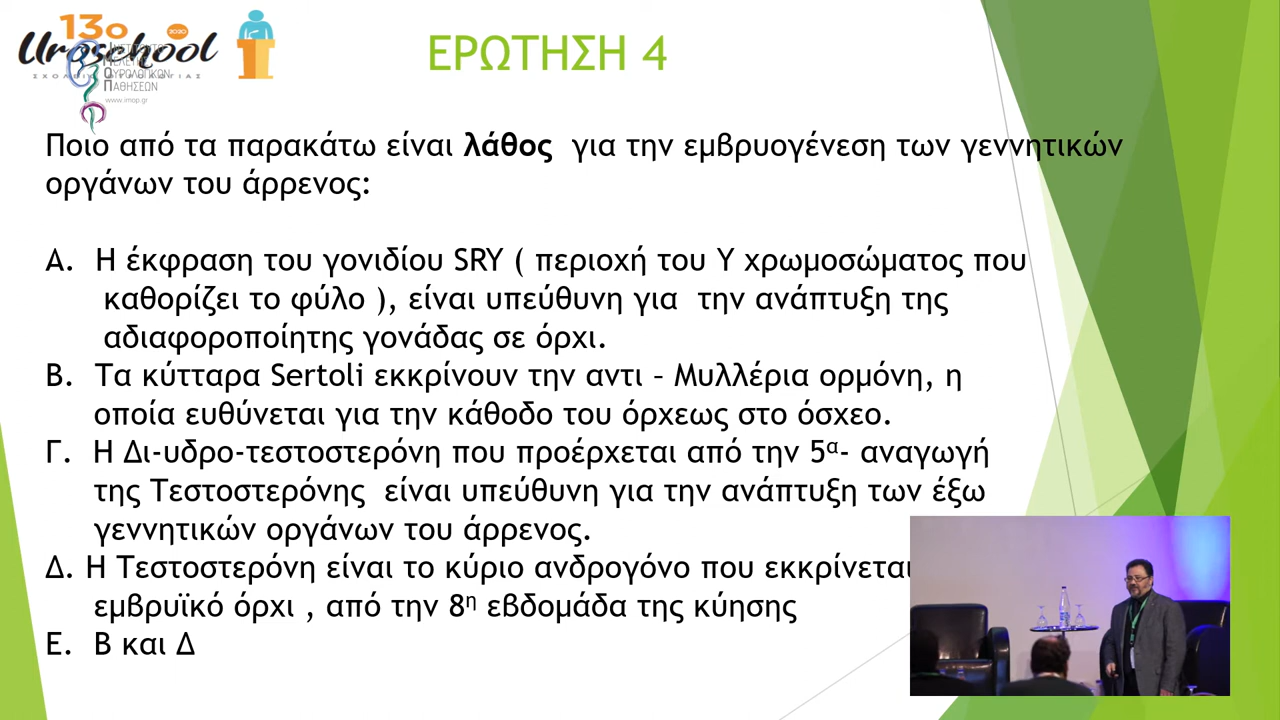 13ο
2020
Uroschool
ΕΡΩΤΗΣΗ 4
www.imop.gr
Ποιο από τα παρακάτω είναι λάθος για την εμβρυογένεση των γεννητικών
οργάνων του άρρενος:
Α. Η έκφραση του γονιδίου SRY ( περιοχή του Υ χρωμοσώματος που
καθορίζει το φύλο ), είναι υπεύθυνη για την ανάπτυξη της
αδιαφοροποίητης γονάδας σε όρχι.
Β. Τα κύτταρα Sertoli εκκρίνουν την αντι – Μυλλέρια ορμόνη, η
οποία ευθύνεται για την κάθοδο του όρχεως στο όσχεο.
Γ. Η Δι-υδρο-τεστοστερόνη που προέρχεται από την 5α- αναγωγή
της Τεστοστερόνης είναι υπεύθυνη για την ανάπτυξη των έξω
γεννητικών οργάνων του άρρενος.
Δ. Η Τεστοστερόνη είναι το κύριο ανδρογόνο που εκκρίνεται
εμβρυϊκό όρχι , από την 8η εβδομάδα της κύησης
Ε. Β και Δ